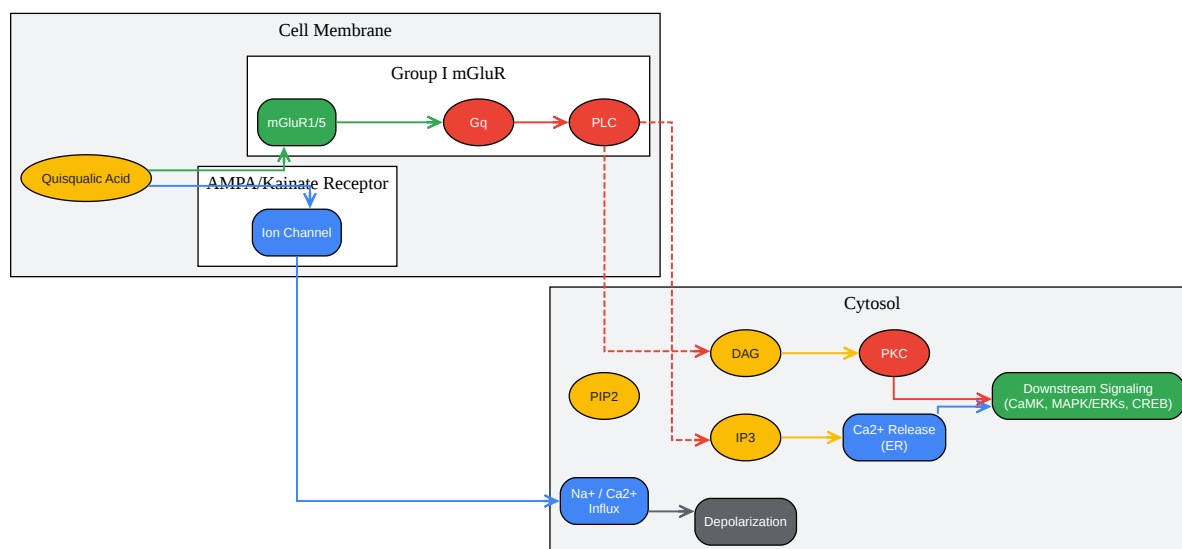 Cell Membrane
Group I mGluR
mGluR1/5
Gq
PLC
Quisqualic Acid
AMPA/Kainate Receptor
Ion Channel
Cytosol
DAG
PKC
PIP2
Downstream Signaling
(CaMK, MAPK/ERKs, CREB)
IP3
Ca2+ Release
(ER)
Na+ / Ca2+
Influx
Depolarization